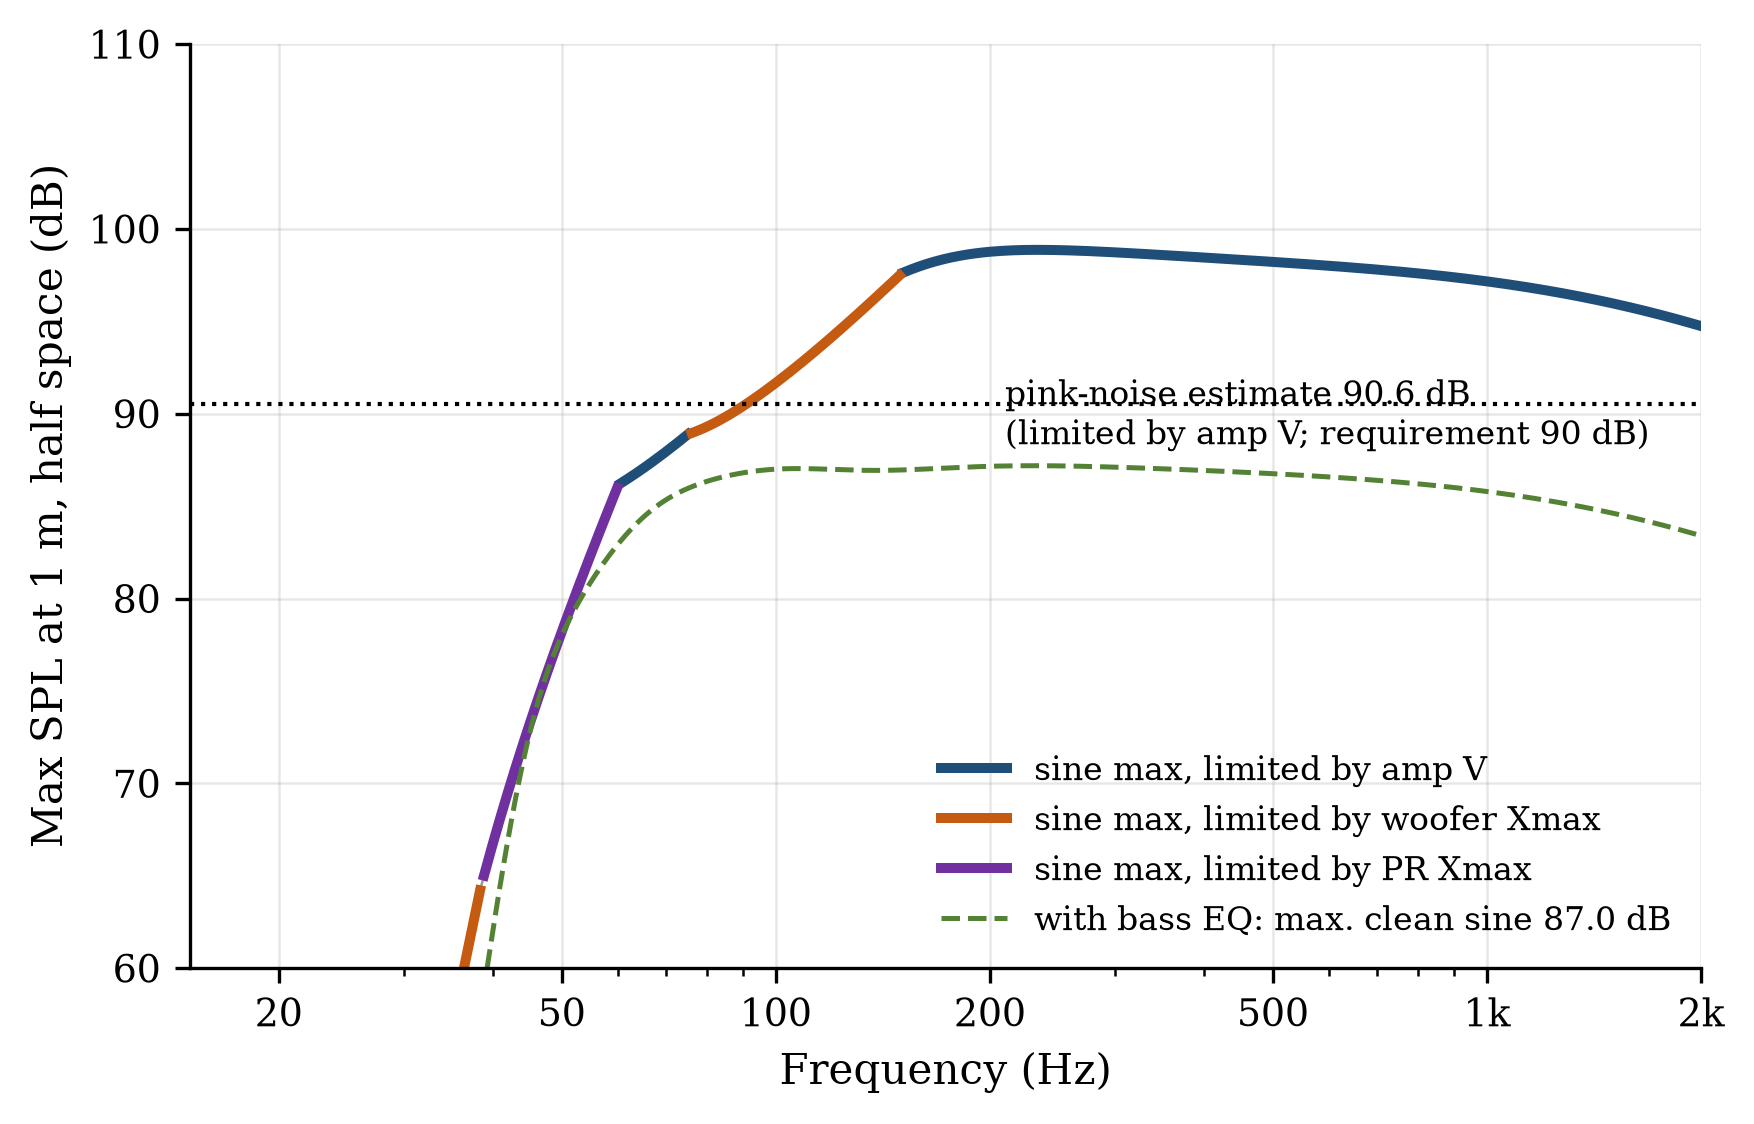 110
100
90
80
70
60
Max SPL at 1 m, half space (dB)
pink-noise estimate 90.6 dB
(limited by amp V; requirement 90 dB)
sine max, limited by amp V
sine max, limited by woofer Xmax
sine max, limited by PR Xmax
with bass EQ: max. clean sine 87.0 dB
20 50 100 200 500 1k 2k
Frequency (Hz)